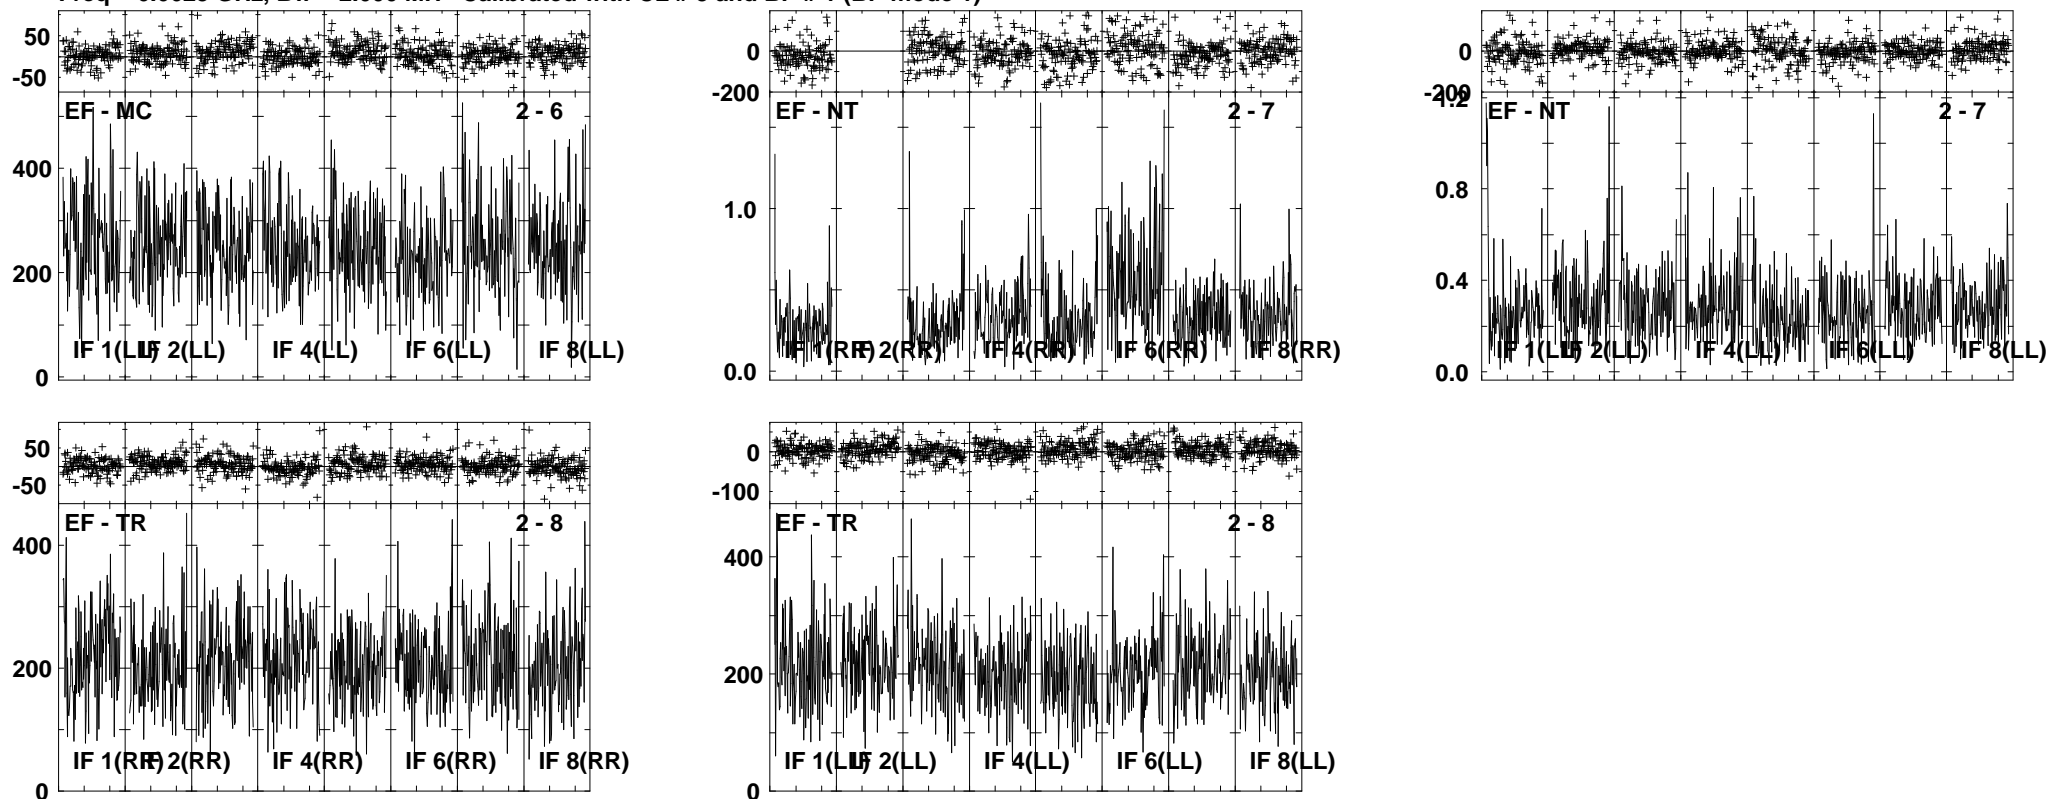 50
-50
EF - MC 2 - 6
400
200
0
IF 1(LL) IF 2(LL) IF 4(LL) IF 6(LL) IF 8(LL)
0
-200
EF - NT 2 - 7
1.0
0.0
IF 1(RR) IF 2(RR) IF 4(RR) IF 6(RR) IF 8(RR)
0
-200
1.2
EF - NT 2 - 7
0.8
0.4
0.0
IF 1(LL) IF 2(LL) IF 4(LL) IF 6(LL) IF 8(LL)
50
-50
EF - TR 2 - 8
400
200
0
IF 1(RR) IF 2(RR) IF 4(RR) IF 6(RR) IF 8(RR)
0
-100
EF - TR 2 - 8
400
200
0
IF 1(LL) IF 2(LL) IF 4(LL) IF 6(LL) IF 8(LL)